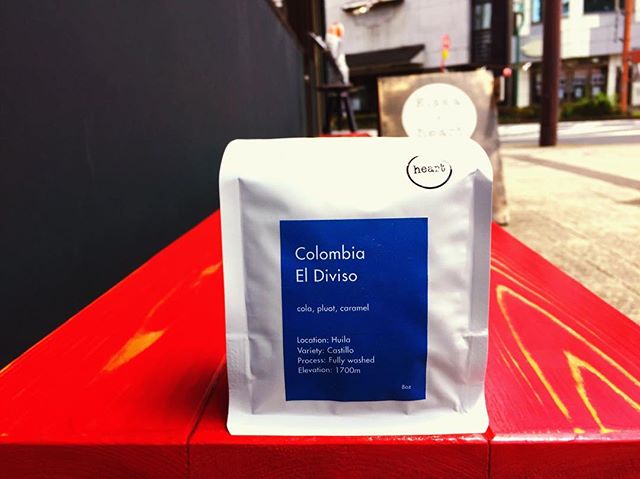 heart
Colombia
El Diviso
cola, pluot, caramel
Location: Huila
Variety: Castillo
Process: Fully washed
Elevation: 1700m
8oz
heart